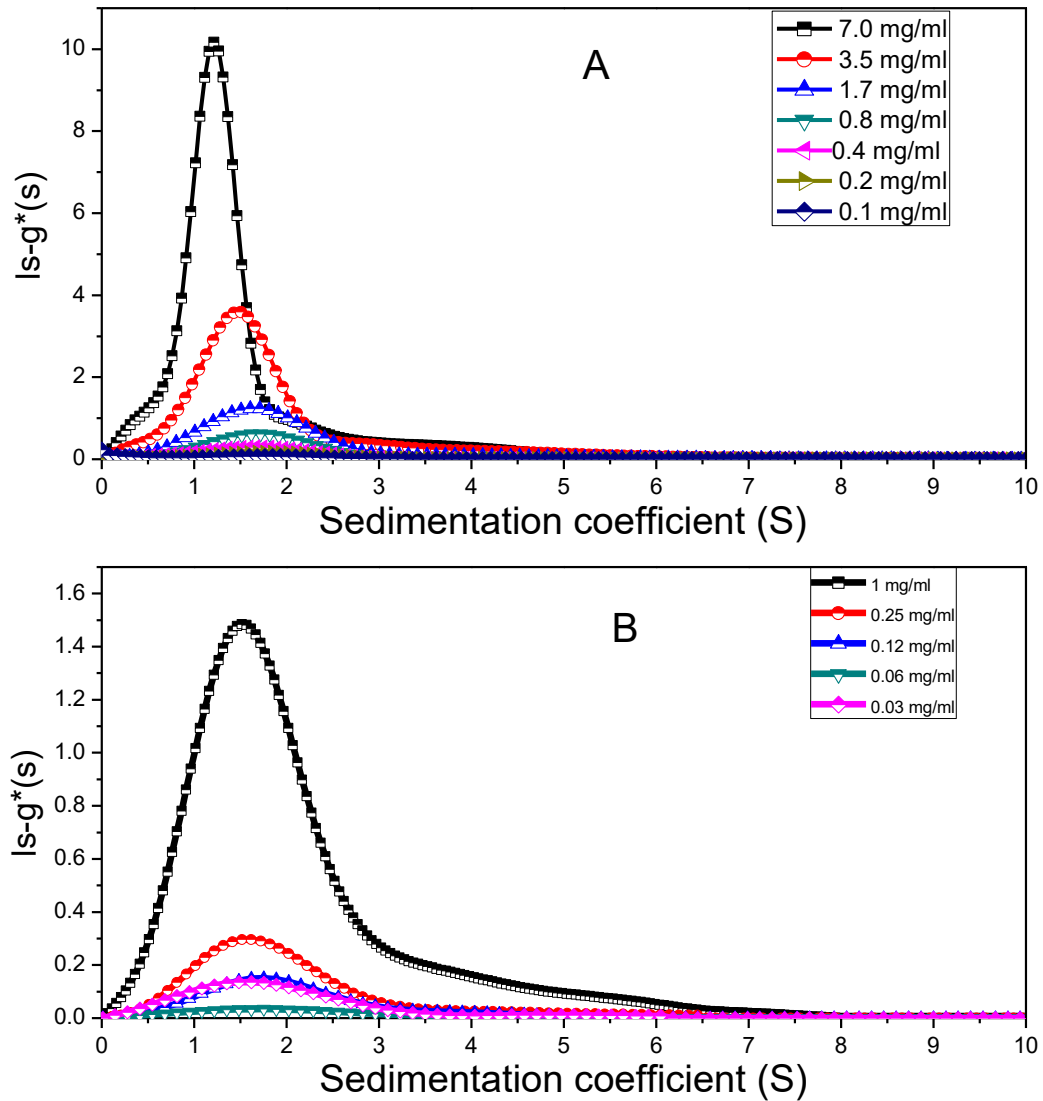 A
7.0 mg/ml
3.5 mg/ml
1.7 mg/ml
0.8 mg/ml
0.4 mg/ml
0.2 mg/ml
0.1 mg/ml
ls-g*(s)
10
8
6
4
2
0
0 1 2 3 4 5 6 7 8 9 10
Sedimentation coefficient (S)
B
1 mg/ml
0.25 mg/ml
0.12 mg/ml
0.06 mg/ml
0.03 mg/ml
ls-g*(s)
1.6
1.4
1.2
1.0
0.8
0.6
0.4
0.2
0.0
0 1 2 3 4 5 6 7 8 9 10
Sedimentation coefficient (S)